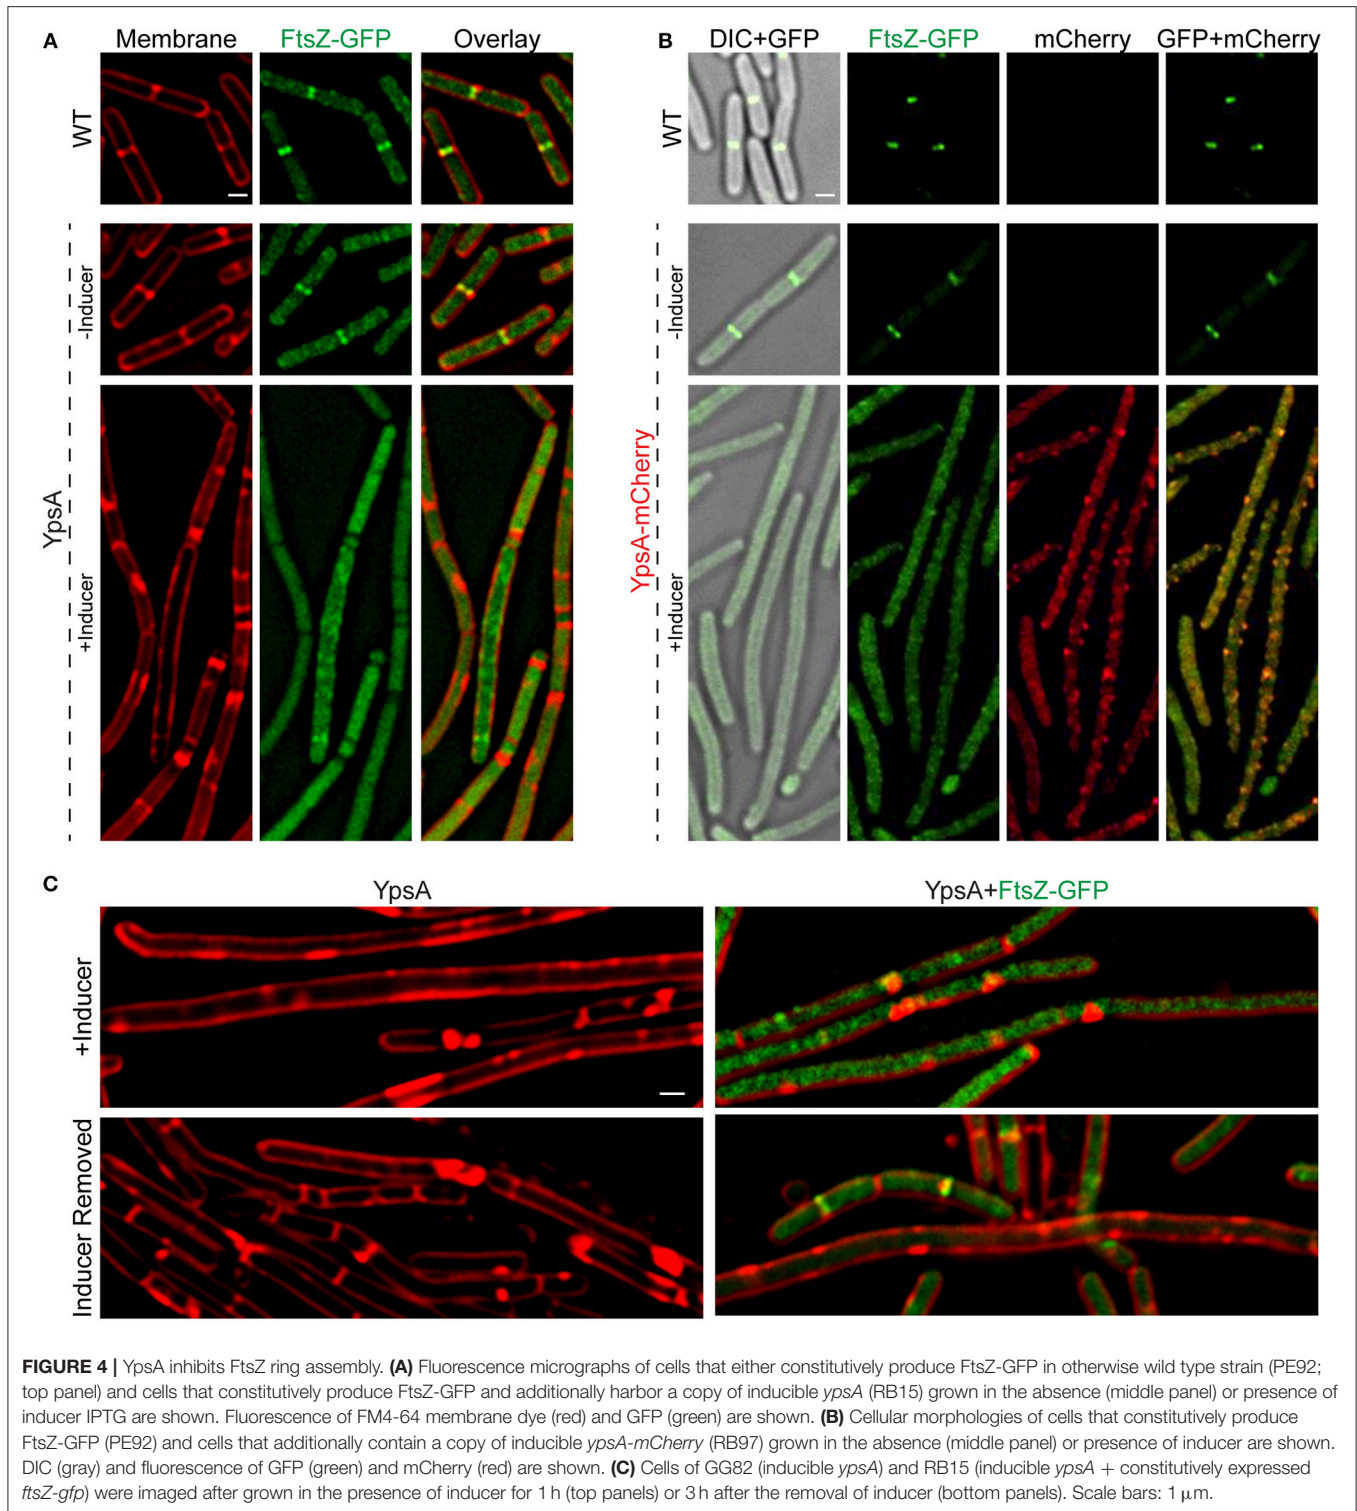 A
Membrane FtsZ-GFP Overlay
WT
-Inducer
YpsA
+Inducer
B
DIC+GFP FtsZ-GFP mCherry GFP+mCherry
WT
-Inducer
YpsA-mCherry
+Inducer
C
YpsA YpsA+FtsZ-GFP
+Inducer
Inducer Removed
FIGURE 4 | YpsA inhibits FtsZ ring assembly. (A) Fluorescence micrographs of cells that either constitutively produce FtsZ-GFP in otherwise wild type strain (PE92;
top panel) and cells that constitutively produce FtsZ-GFP and additionally harbor a copy of inducible ypsA (RB15) grown in the absence (middle panel) or presence of
inducer IPTG are shown. Fluorescence of FM4-64 membrane dye (red) and GFP (green) are shown. (B) Cellular morphologies of cells that constitutively produce
FtsZ-GFP (PE92) and cells that additionally contain a copy of inducible ypsA-mCherry (RB97) grown in the absence (middle panel) or presence of inducer are shown.
DIC (gray) and fluorescence of GFP (green) and mCherry (red) are shown. (C) Cells of GG82 (inducible ypsA) and RB15 (inducible ypsA + constitutively expressed
ftsZ-gfp) were imaged after grown in the presence of inducer for 1 h (top panels) or 3 h after the removal of inducer (bottom panels). Scale bars: 1 μm.